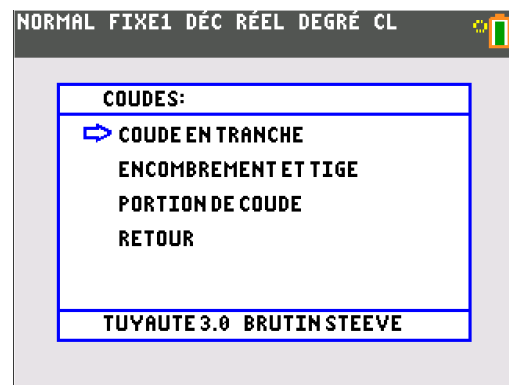 NORMAL FIXE1 DÉC RÉEL DEGRÉ CL
COUDES:
COUDE EN TRANCHE
ENCOMBREMENT ET TIGE
PORTION DE COUDE
RETOUR
TUYAUTE 3.0 BRUTIN STEEVE